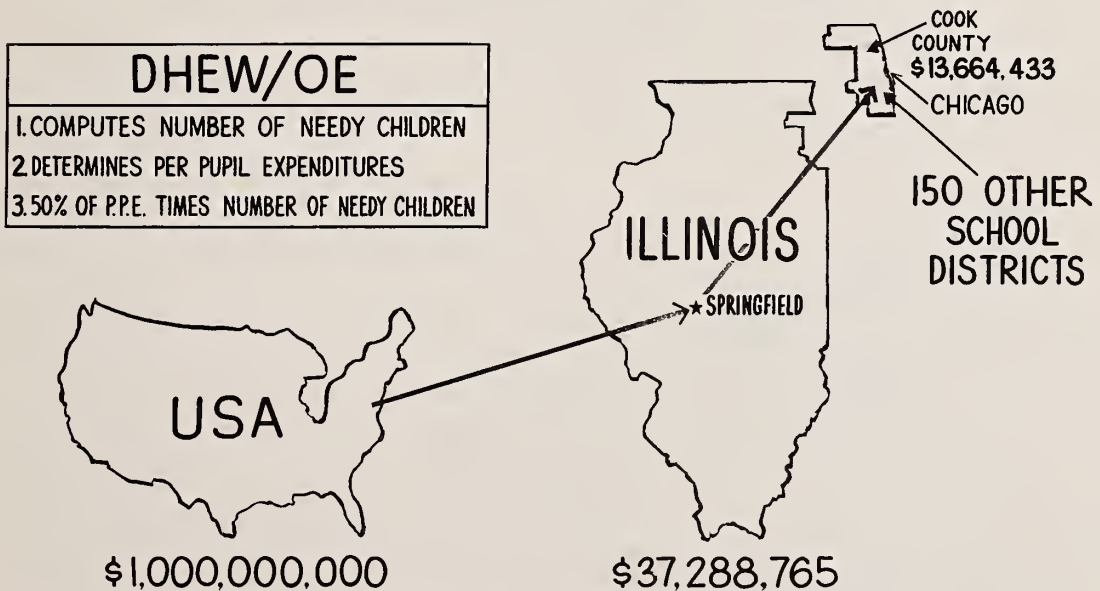 DHEW/OE
1. COMPUTES NUMBER OF NEEDY CHILDREN
2 DETERMINES PER PUPIL EXPENDITURES
3. 50% OF P.P.E. TIMES NUMBER OF NEEDY CHILDREN
COOK
COUNTY
$13,664,433
CHICAGO
150 OTHER
SCHOOL
DISTRICTS
ILLINOIS
SPRINGFIELD
USA
$1,000,000,000
$37,288,765